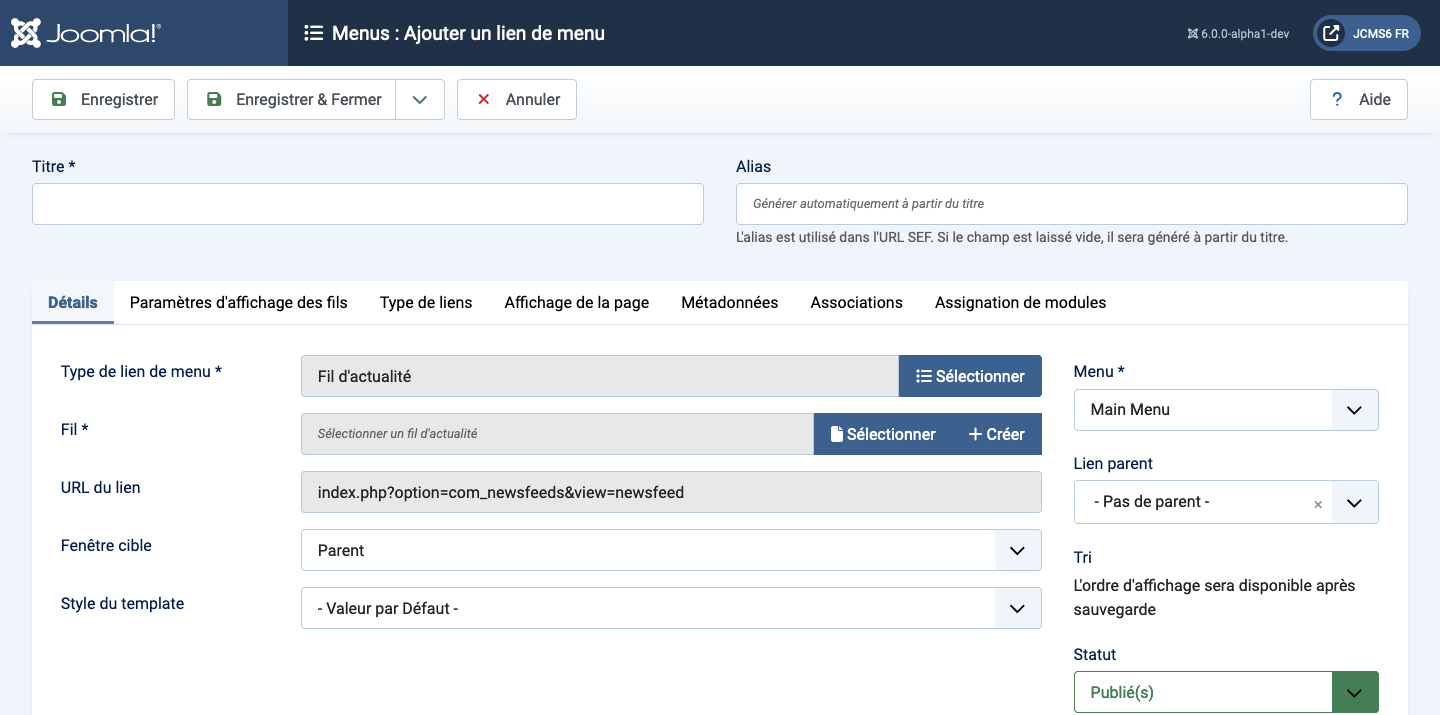 Joomla!®
Menus : Ajouter un lien de menu
6.0.0-alpha1-dev
JCMS6 FR
Enregistrer
Enregistrer & Fermer
Annuler
? Aide
Titre *
Alias
Générer automatiquement à partir du titre
L'alias est utilisé dans l'URL SEF. Si le champ est laissé vide, il sera généré à partir du titre.
Détails
Paramètres d'affichage des fils
Type de liens
Affichage de la page
Métadonnées
Associations
Assignation de modules
Type de lien de menu *
Fil d'actualité
Sélectionner
Fil *
Sélectionner un fil d'actualité
Sélectionner
Créer
URL du lien
index.php?option=com_newsfeeds&view=newsfeed
Fenêtre cible
Parent
Style du template
- Valeur par Défaut -
Menu *
Main Menu
Lien parent
- Pas de parent -
Tri
L'ordre d'affichage sera disponible après
sauvegarde
Statut
Publié(s)